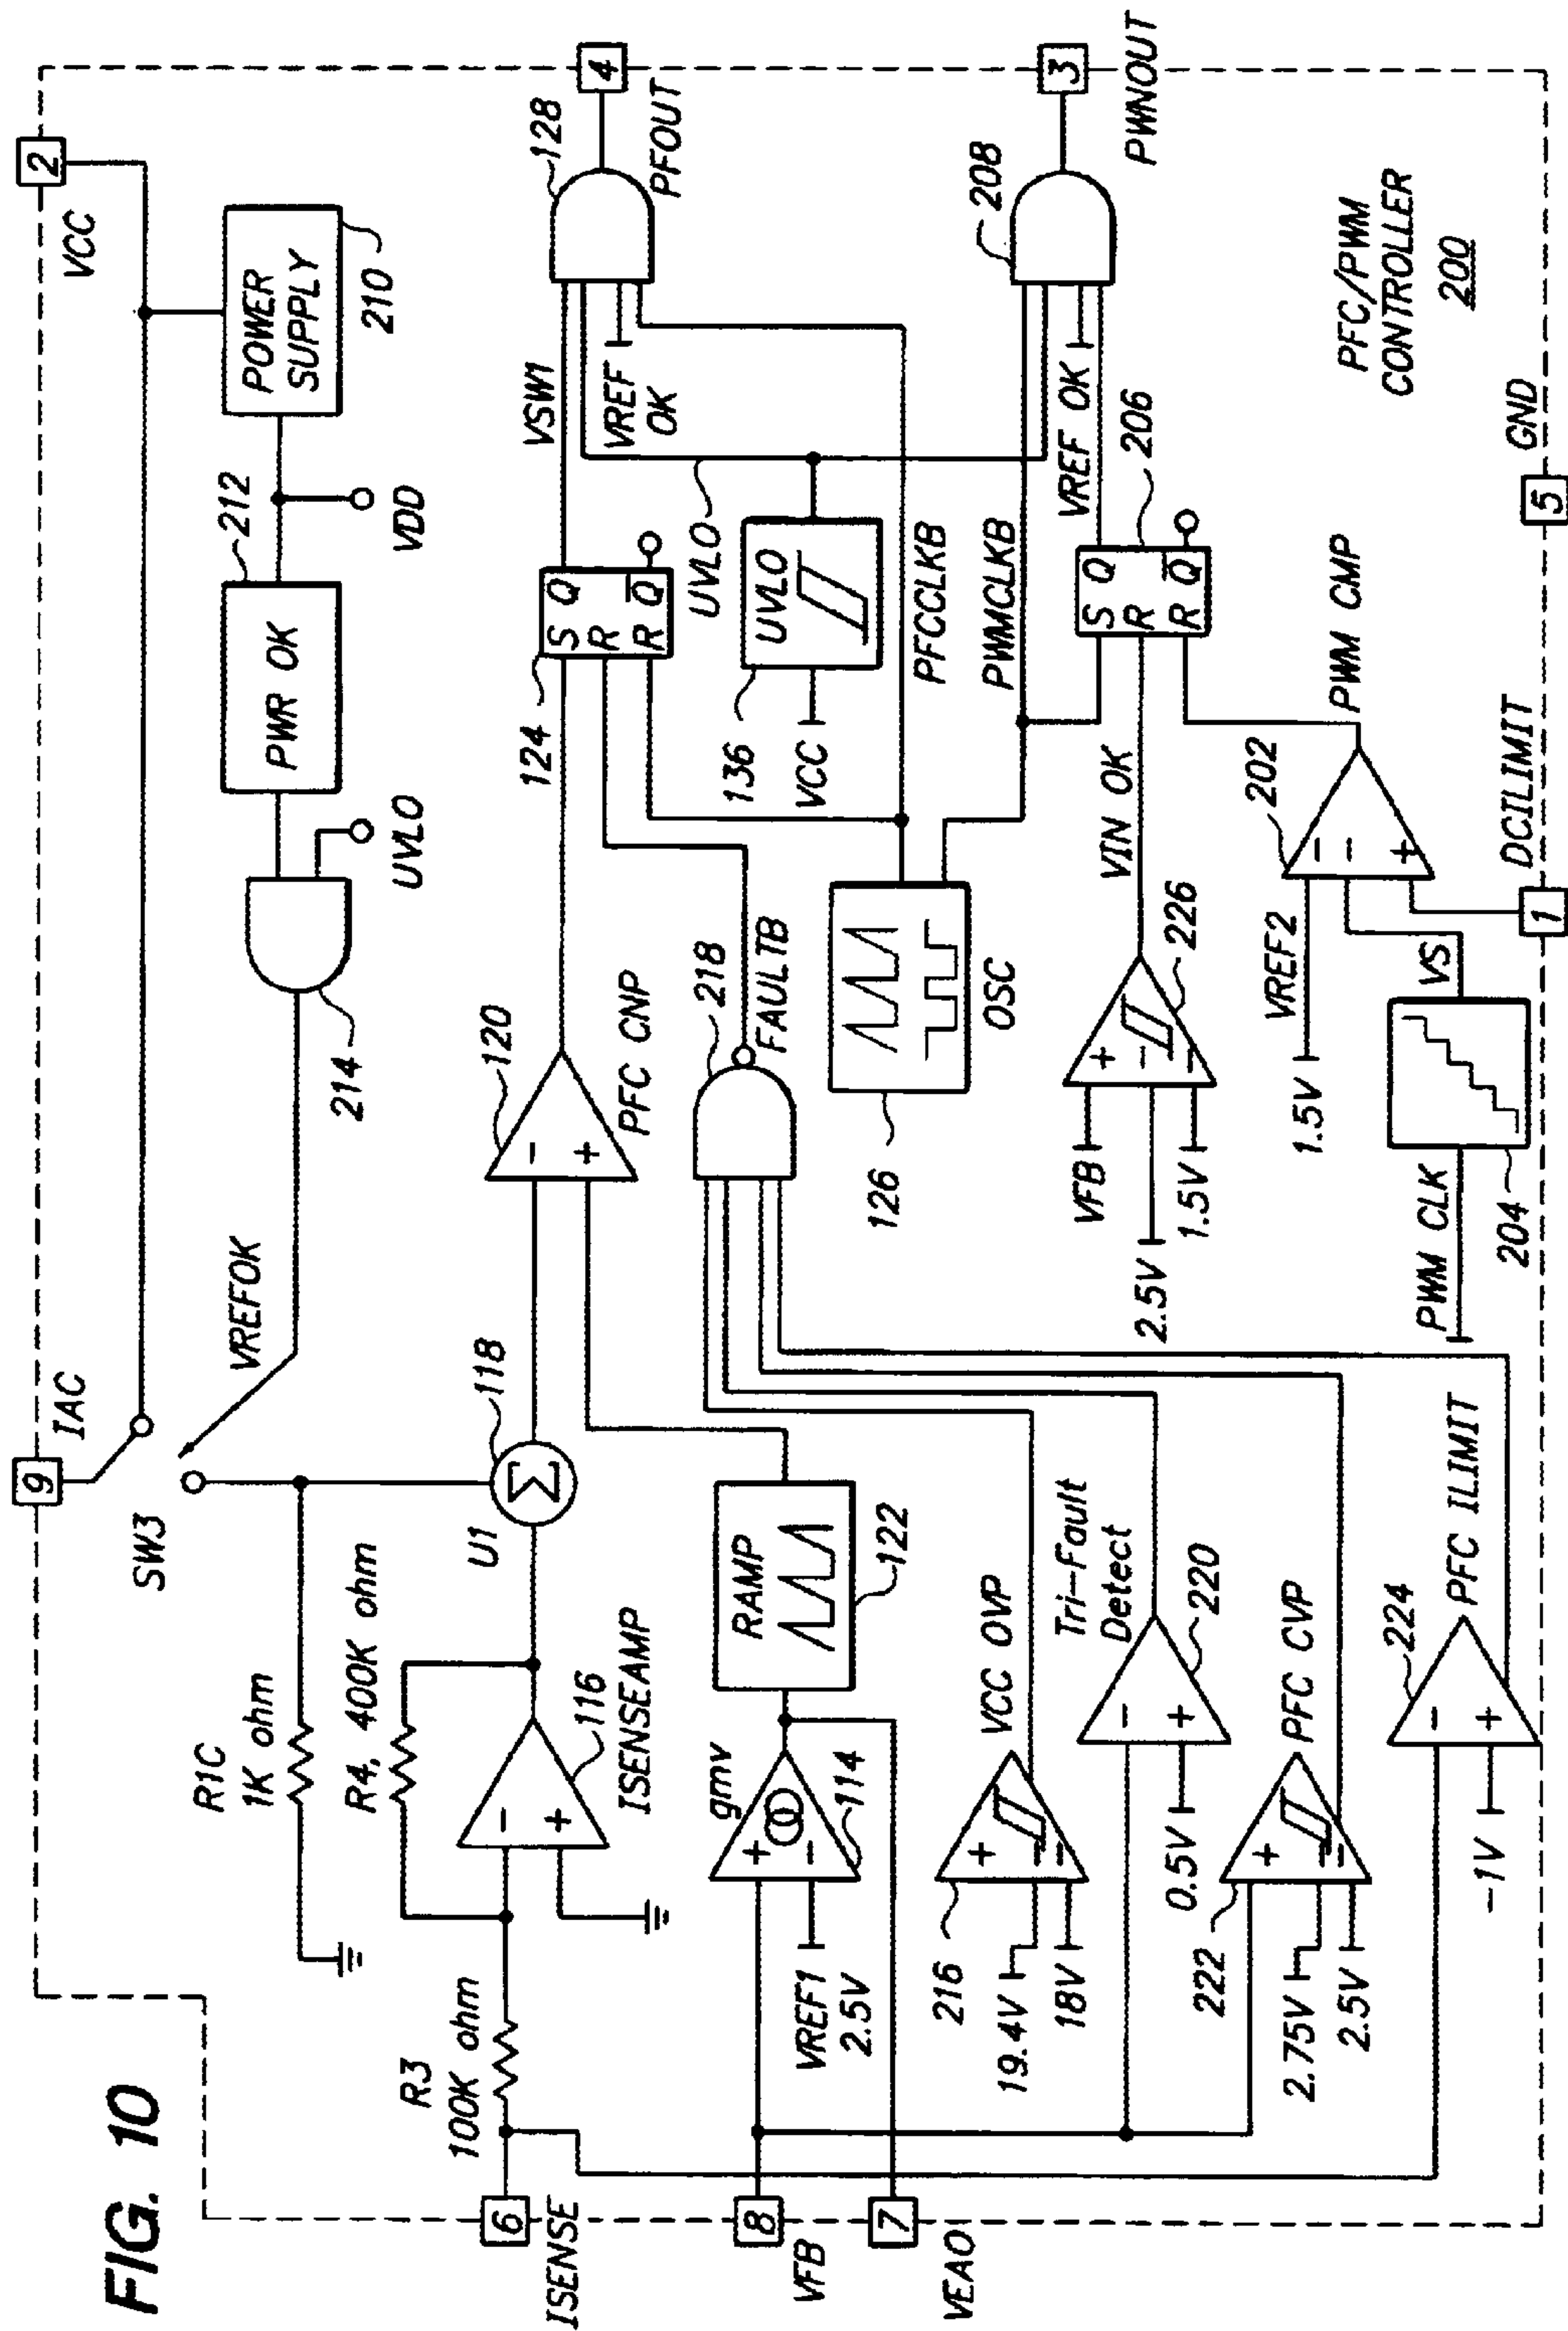 FIG. 10
9
IAC
2
VCC
SW3
VREFOK
214
UVLO
PWR OK
212
VDD
POWER
SUPPLY
210
R1C
1K ohm
R4, 400K ohm
U1
118
120
-
+
PFC CNP
124
S Q
R
R Q
VSW1
128
4
PFOUT
VREF
OK
6
ISENSE
R3
100K ohm
-
+
116
ISENSEAMP
gmv
+
-
114
RAMP
122
218
FAULTB
UVLO
UVLO
136
VCC
8
VFB
VREF1
2.5V
7
VEAO
126
OSC
PFCCLKB
PWMCLKB
208
3
PWNOUT
216
+
-
-
19.4V
18V
VCC OVP
Tri-Fault
Detect
-
+
220
0.5V
VFB
2.5V
1.5V
+
-
-
226
VIN OK
S Q
R
R Q
206
VREF OK
222
+
-
-
2.75V
2.5V
PFC CVP
1.5V
VREF2
202
-
-
+
PWM CMP
224
-
+
-1V
PFC ILIMIT
PWM CLK
204
VS
1
DCILIMIT
5
GND
PFC/PWM
CONTROLLER
200